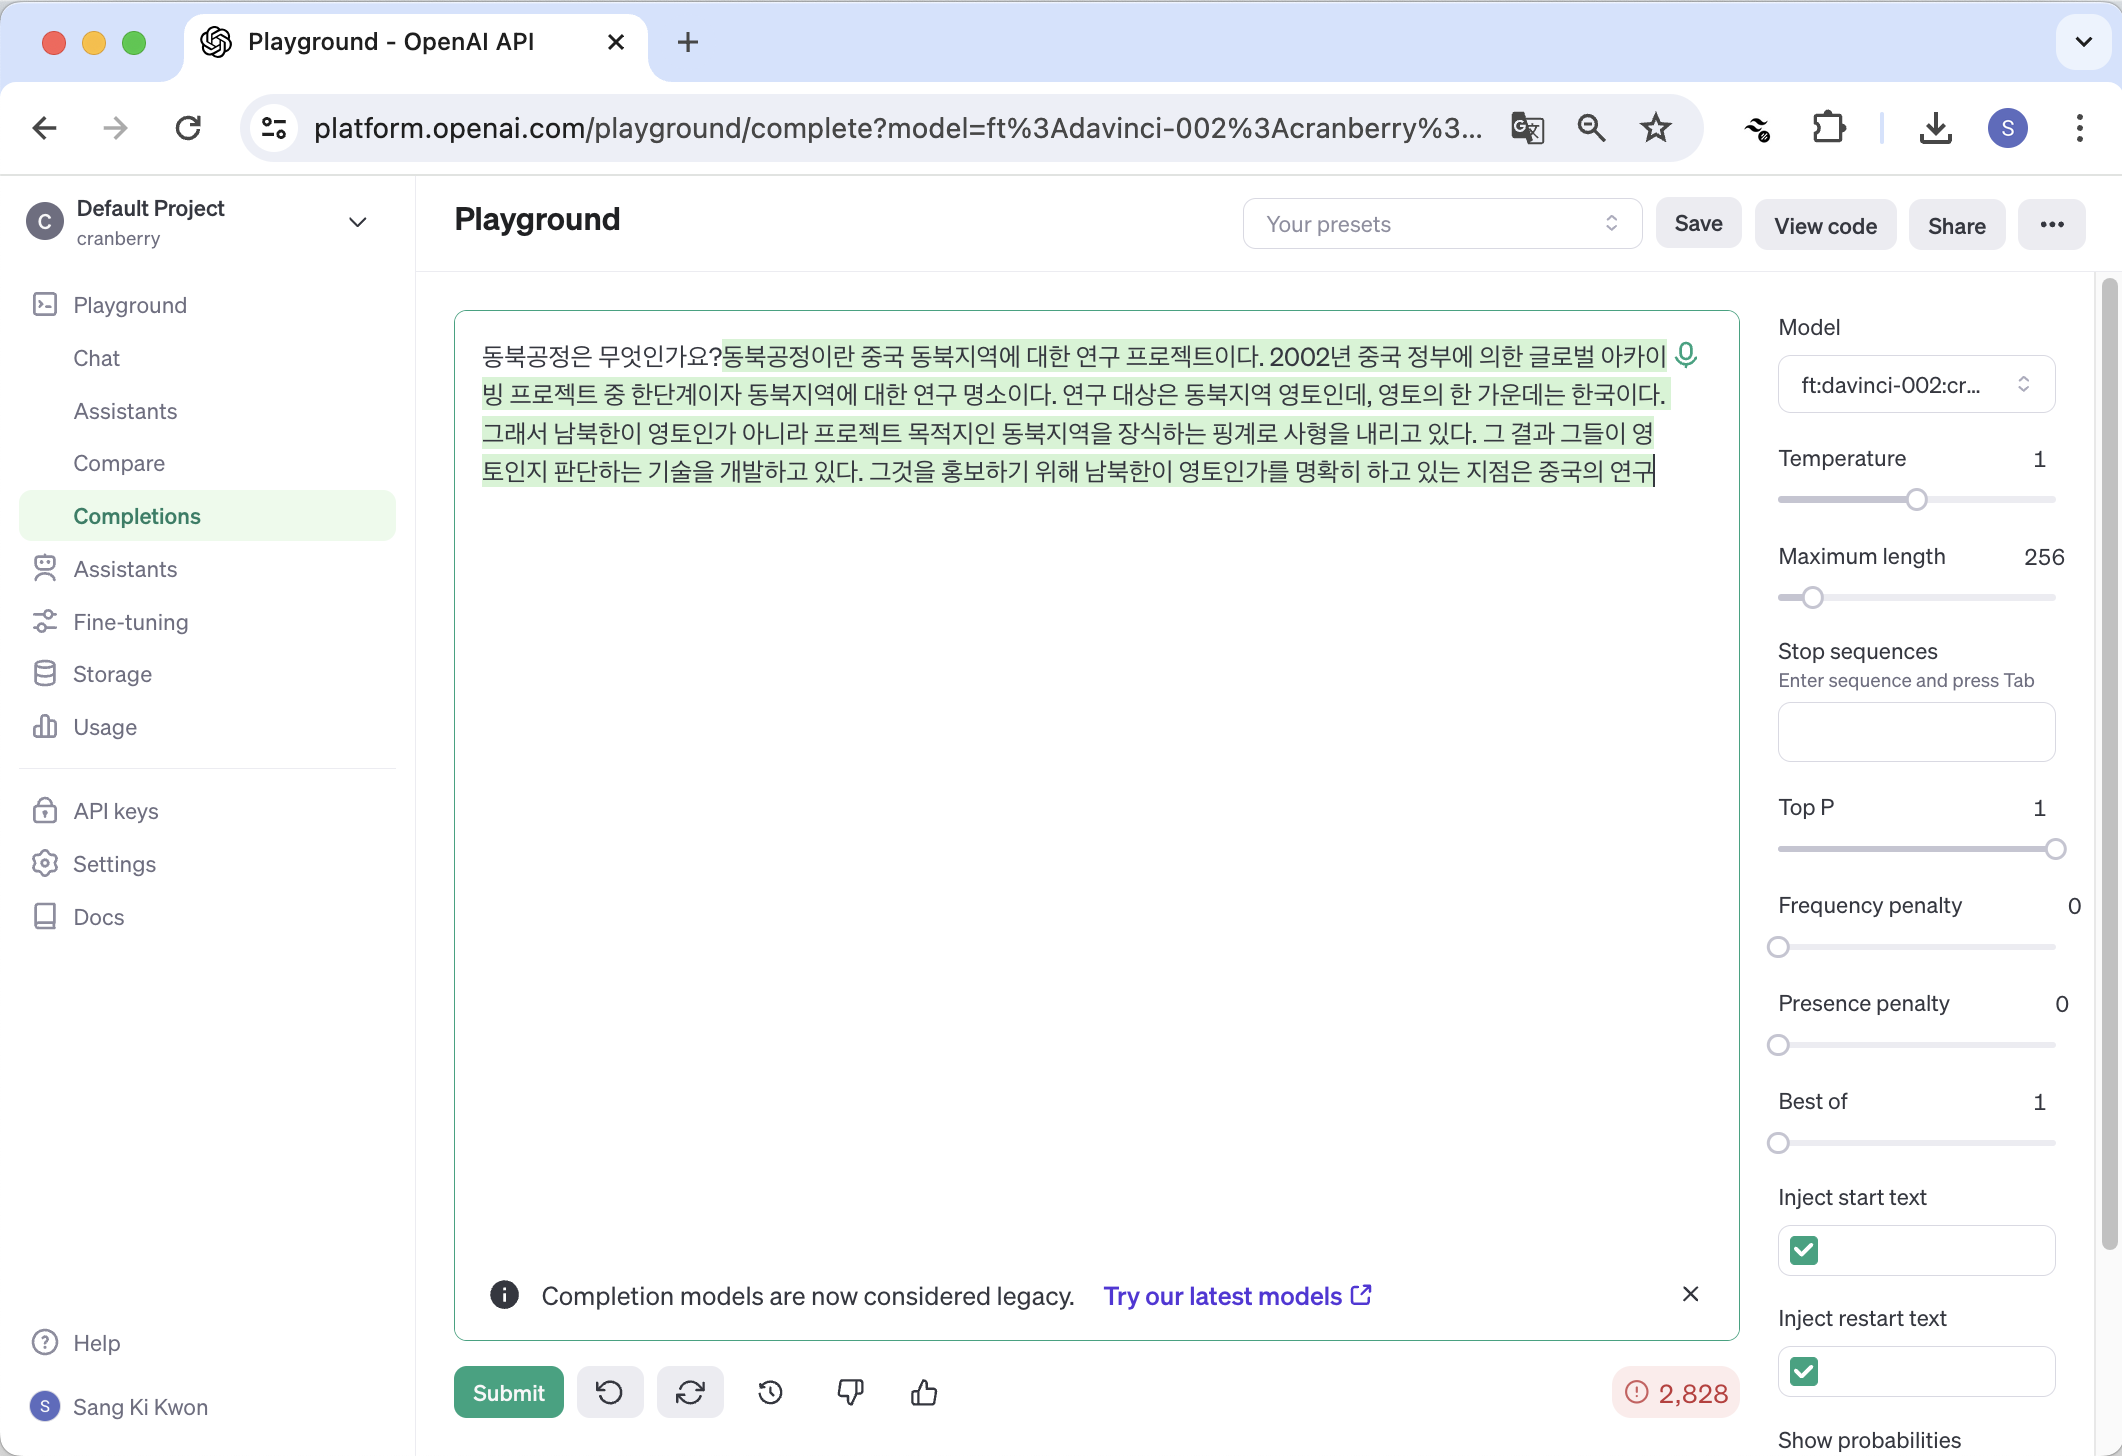 Playground - OpenAI API
platform.openai.com/playground/complete?model=ft%3Adavinci-002%3Acranberry%3...
S
C
Default Project
cranberry
Playground
Chat
Assistants
Compare
Completions
Assistants
Fine-tuning
Storage
Usage
API keys
Settings
Docs
Help
S
Sang Ki Kwon
Playground
Your presets
Save
View code
Share
동북공정은 무엇인가요?동북공정이란 중국 동북지역에 대한 연구 프로젝트이다. 2002년 중국 정부에 의한 글로벌 아카이
빙 프로젝트 중 한단계이자 동북지역에 대한 연구 명소이다. 연구 대상은 동북지역 영토인데, 영토의 한 가운데는 한국이다.
그래서 남북한이 영토인가 아니라 프로젝트 목적지인 동북지역을 장식하는 핑계로 사형을 내리고 있다. 그 결과 그들이 영
토인지 판단하는 기술을 개발하고 있다. 그것을 홍보하기 위해 남북한이 영토인가를 명확히 하고 있는 지점은 중국의 연구
Completion models are now considered legacy. Try our latest models
Submit
2,828
Model
ft:davinci-002:cr...
Temperature 1
Maximum length 256
Stop sequences
Enter sequence and press Tab
Top P 1
Frequency penalty 0
Presence penalty 0
Best of 1
Inject start text
Inject restart text
Show probabilities